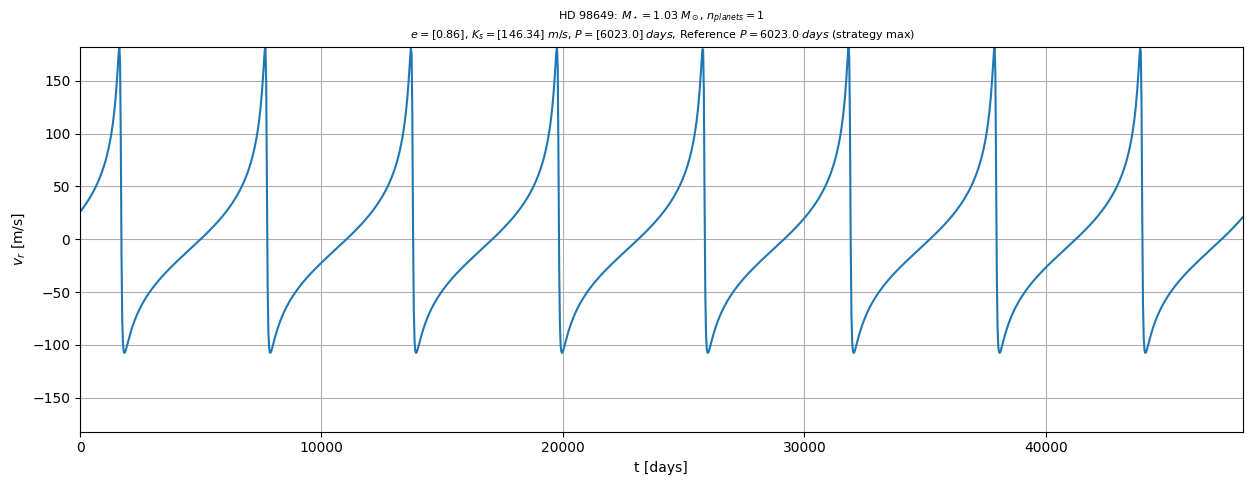 HD 98649: $M_\star = 1.03\ M_\odot$, $n_{planets} = 1$
$e = [0.86]$, $K_s = [146.34]\ m/s$, $P = [6023.0]\ days$, Reference $P = 6023.0\ days$ (strategy max)
150
100
50
0
−50
−100
−150
$v_r$ [m/s]
0 10000 20000 30000 40000
t [days]